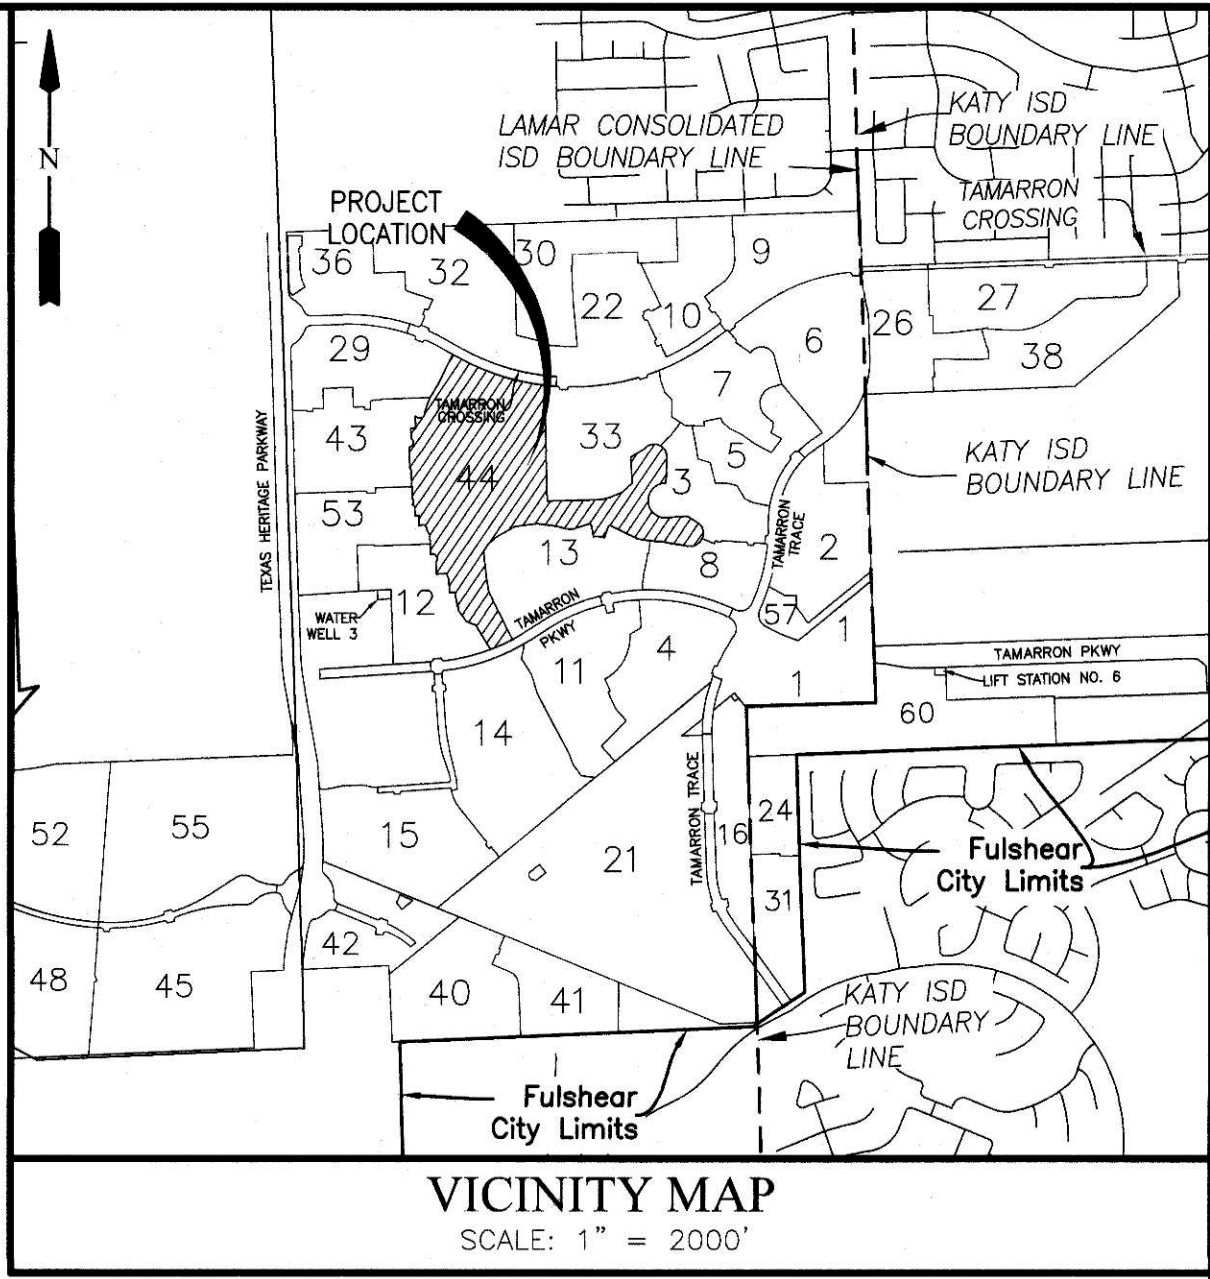 N
LAMAR CONSOLIDATED
ISD BOUNDARY LINE
KATY ISD
BOUNDARY LINE
TAMARRON
CROSSING
PROJECT
LOCATION
36
32
30
22
10
9
6
26
27
38
29
TAMARRON
CROSSING
43
44
33
7
5
3
KATY ISD
BOUNDARY LINE
TEXAS HERITAGE PARKWAY
53
13
8
TAMARRON
TRACE
2
12
WATER
WELL 3
TAMARRON
PKWY
57
1
11
4
1
TAMARRON PKWY
LIFT STATION NO. 6
60
14
TAMARRON TRACE
52
55
15
21
16
24
Fulshear
City Limits
31
42
48
45
40
41
KATY ISD
BOUNDARY
LINE
Fulshear
City Limits
VICINITY MAP
SCALE: 1" = 2000'